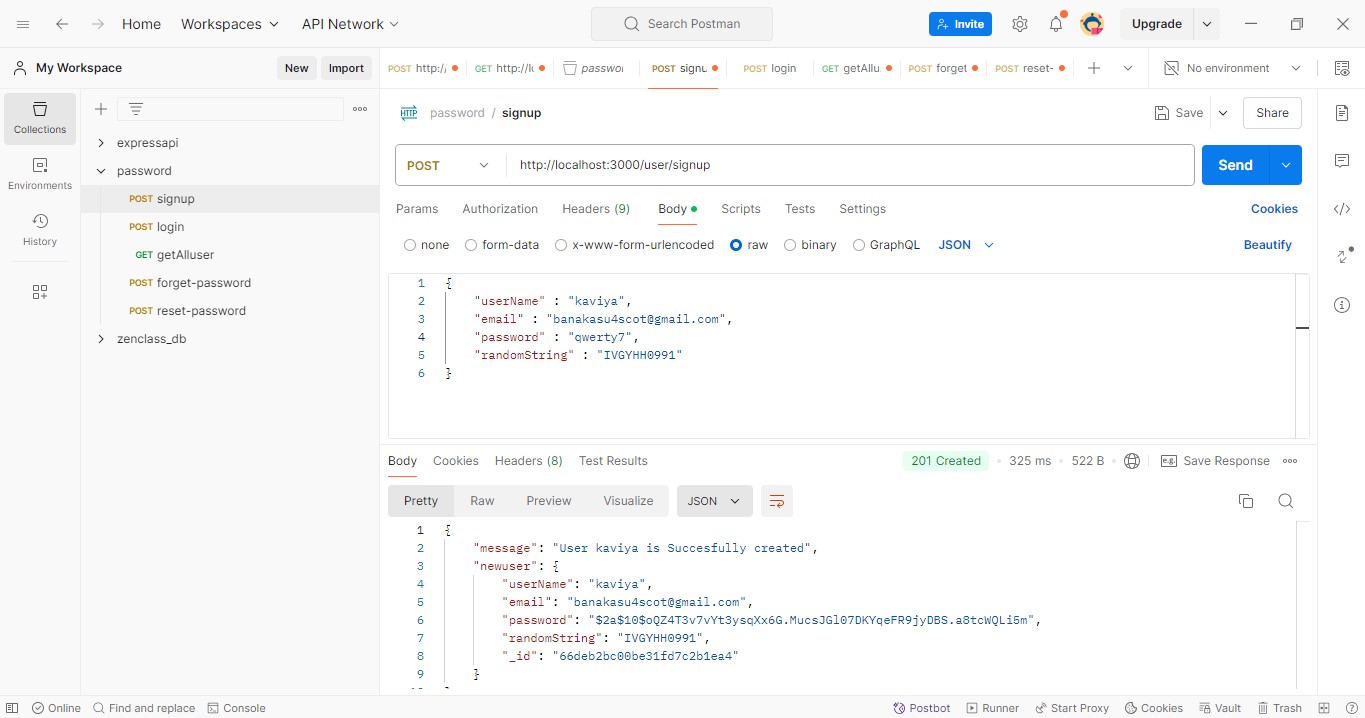 Home Workspaces API Network Search Postman Invite Upgrade
My Workspace New Import POST http:/ GET http://l POST signu POST login GET getAllu POST forget POST reset- No environment
Collections
Environments
History
expressapi
password
POST signup
POST login
GET getAlluser
POST forget-password
POST reset-password
zenclass_db
HTTP password / signup Save Share
POST http://localhost:3000/user/signup Send
Params Authorization Headers (9) Body Scripts Tests Settings Cookies
none form-data x-www-form-urlencoded raw binary GraphQL JSON Beautify
1 {
2 "userName" : "kaviya",
3 "email" : "banakasu4scot@gmail.com",
4 "password" : "qwerty7",
5 "randomString" : "IVGYHH0991"
6 }
Body Cookies Headers (8) Test Results 201 Created 325 ms 522 B e.g. Save Response
Pretty Raw Preview Visualize JSON
1 {
2 "message": "User kaviya is Succesfully created",
3 "newuser": {
4 "userName": "kaviya",
5 "email": "banakasu4scot@gmail.com",
6 "password": "$2a$10$oQZ4T3v7vYt3ysqXx6G.MucsJGl07DKYqeFR9jyDBS.a8tcWQLi5m",
7 "randomString": "IVGYHH0991",
8 "_id": "66deb2bc00be31fd7c2b1ea4"
9 }
Online Find and replace Console Postbot Runner Start Proxy Cookies Vault Trash